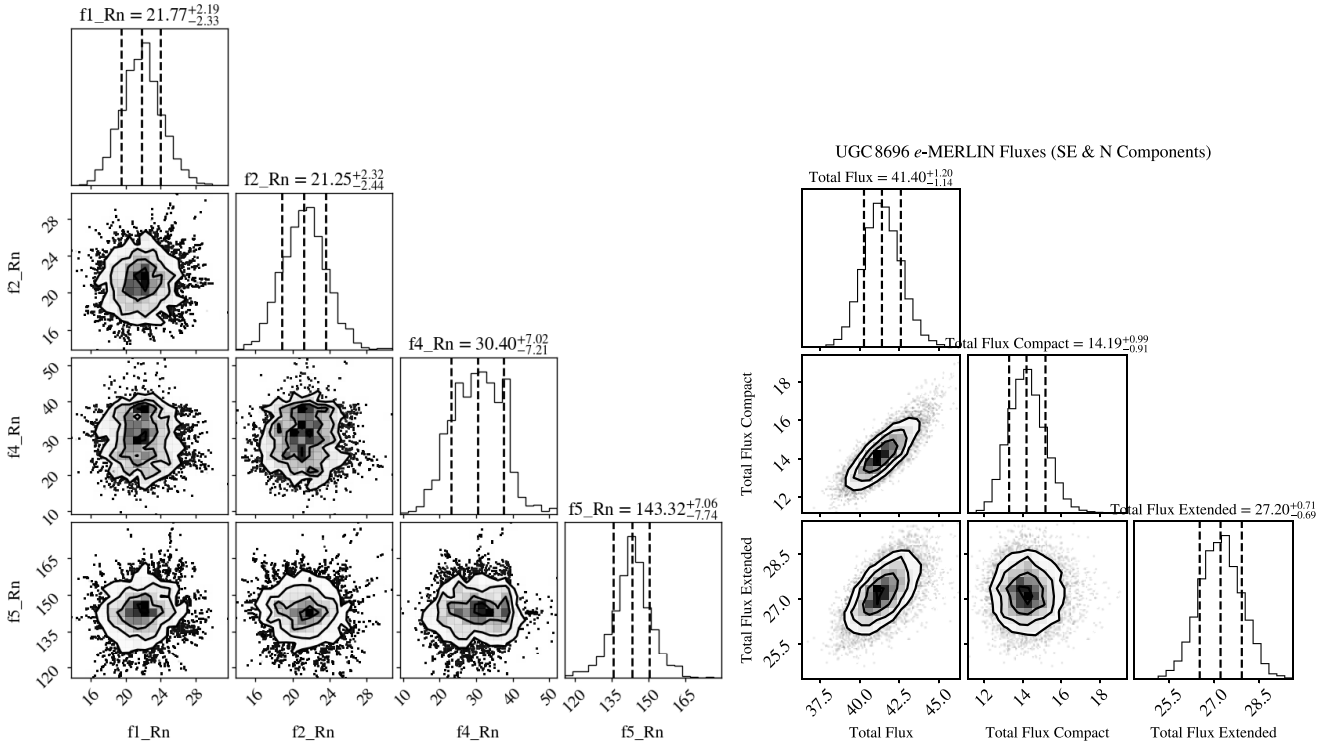 f1_Rn = 21.77+2.19 −2.33
f2_Rn = 21.25+2.32 −2.44
f4_Rn = 30.40+7.02 −7.21
f5_Rn = 143.32+7.06 −7.74
28
24
20
16
f2_Rn
50
40
30
20
10
f4_Rn
165
150
135
120
f5_Rn
16 20 24 28
f1_Rn
16 20 24 28
f2_Rn
10 20 30 40 50
f4_Rn
120 135 150 165
f5_Rn
UGC 8696 e-MERLIN Fluxes (SE & N Components)
Total Flux = 41.40+1.20 −1.14
Total Flux Compact = 14.19+0.99 −0.91
Total Flux Extended = 27.20+0.71 −0.69
18
16
14
12
Total Flux Compact
28.5
27.0
25.5
Total Flux Extended
37.5 40.0 42.5 45.0
Total Flux
12 14 16 18
Total Flux Compact
25.5 27.0 28.5
Total Flux Extended